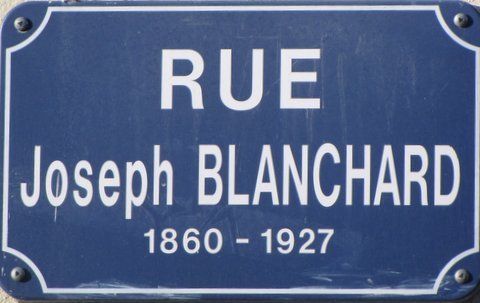 RUE
Joseph BLANCHARD
1860 - 1927